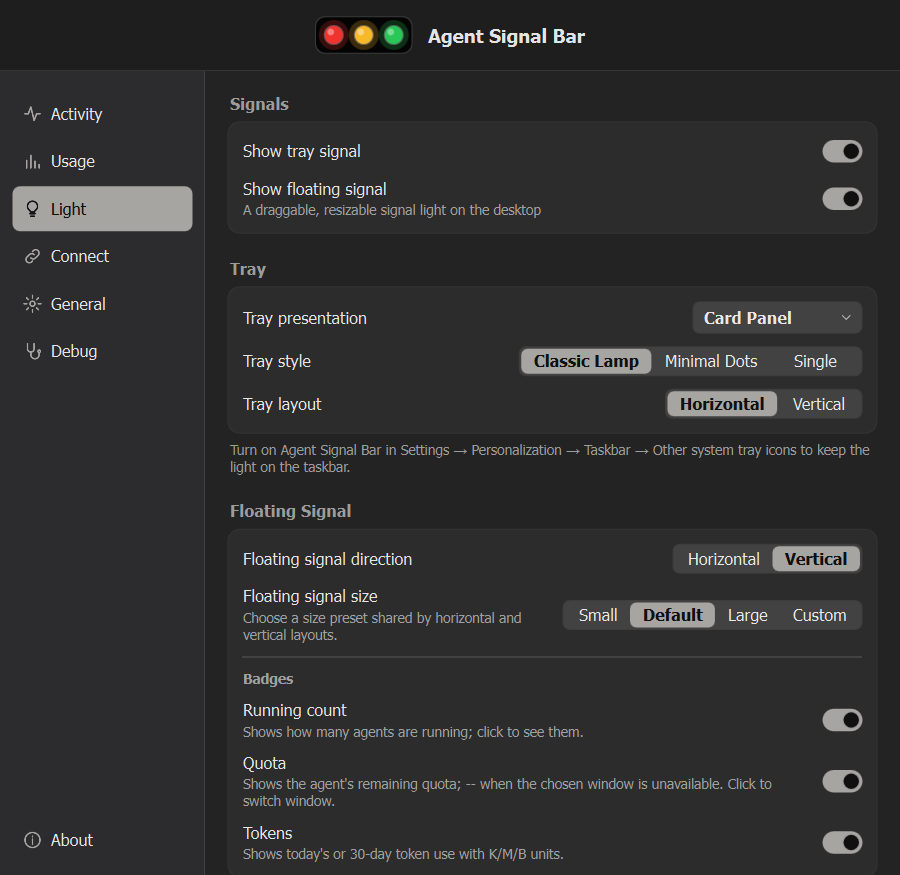 Agent Signal Bar
Activity
Usage
Light
Connect
General
Debug
About
Signals
Show tray signal
Show floating signal
A draggable, resizable signal light on the desktop
Tray
Tray presentation
Card Panel
Tray style
Classic Lamp Minimal Dots Single
Tray layout
Horizontal Vertical
Turn on Agent Signal Bar in Settings → Personalization → Taskbar → Other system tray icons to keep the
light on the taskbar.
Floating Signal
Floating signal direction
Horizontal Vertical
Floating signal size
Choose a size preset shared by horizontal and
vertical layouts.
Small Default Large Custom
Badges
Running count
Shows how many agents are running; click to see them.
Quota
Shows the agent's remaining quota; -- when the chosen window is unavailable. Click to
switch window.
Tokens
Shows today's or 30-day token use with K/M/B units.